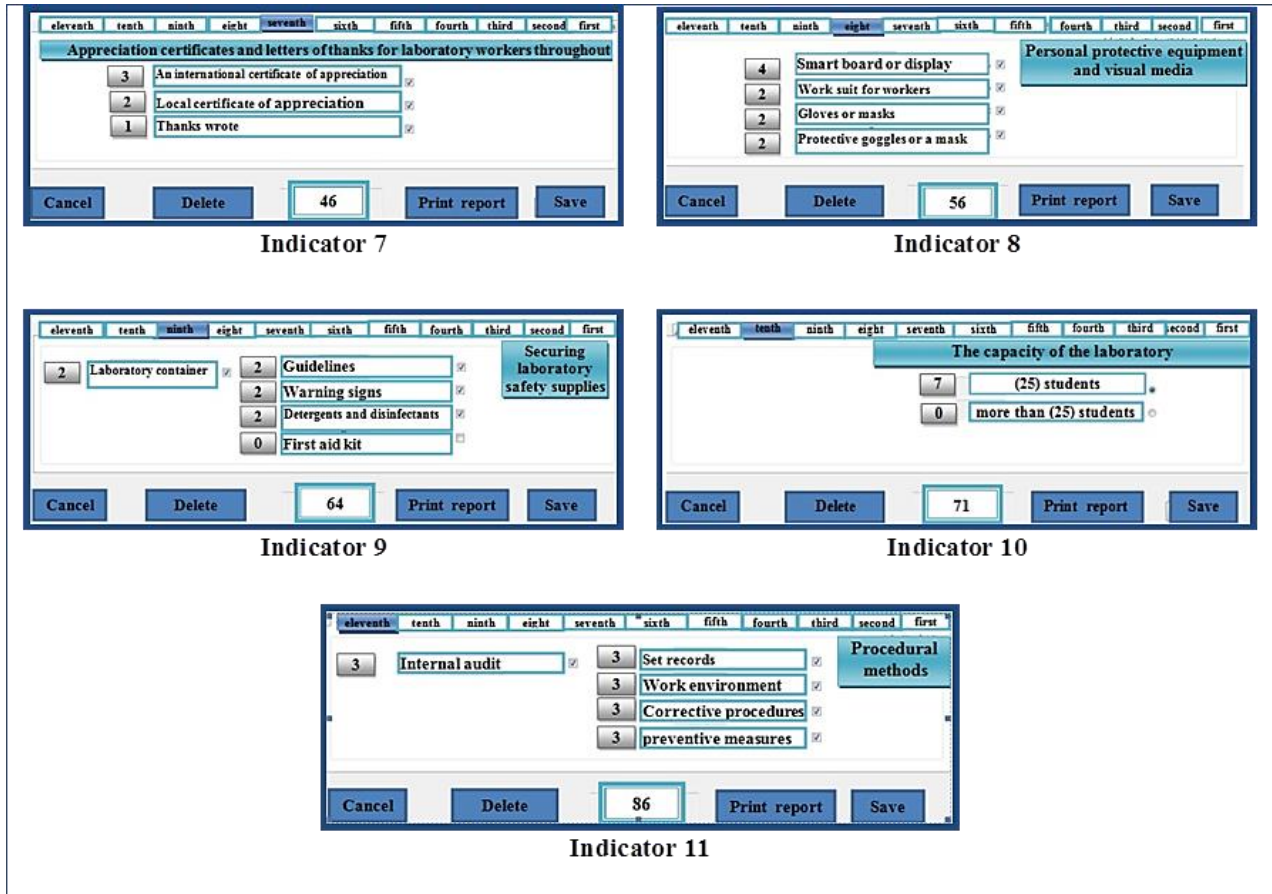 eleventh tenth ninth eight seventh sixth fifth fourth third second first
Appreciation certificates and letters of thanks for laboratory workers throughout
3 An international certificate of appreciation
2 Local certificate of appreciation
1 Thanks wrote
Cancel Delete 46 Print report Save
Indicator 7
eleventh tenth ninth eight seventh sixth fifth fourth third second first
Personal protective equipment
and visual media
4 Smart board or display
2 Work suit for workers
2 Gloves or masks
2 Protective goggles or a mask
Cancel Delete 56 Print report Save
Indicator 8
eleventh tenth ninth eight seventh sixth fifth fourth third second first
Securing
laboratory
safety supplies
2 Laboratory container 2 Guidelines
2 Warning signs
2 Detergents and disinfectants
0 First aid kit
Cancel Delete 64 Print report Save
Indicator 9
eleventh tenth ninth eight seventh sixth fifth fourth third second first
The capacity of the laboratory
7 (25) students
0 more than (25) students
Cancel Delete 71 Print report Save
Indicator 10
eleventh tenth ninth eight seventh sixth fifth fourth third second first
Procedural
methods
3 Internal audit 3 Set records
3 Work environment
3 Corrective procedures
3 preventive measures
Cancel Delete 86 Print report Save
Indicator 11